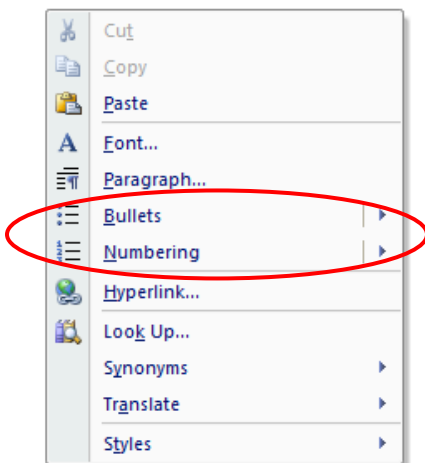 Cut
Copy
Paste
Font...
Paragraph...
Bullets
Numbering
Hyperlink...
Look Up...
Synonyms
Translate
Styles